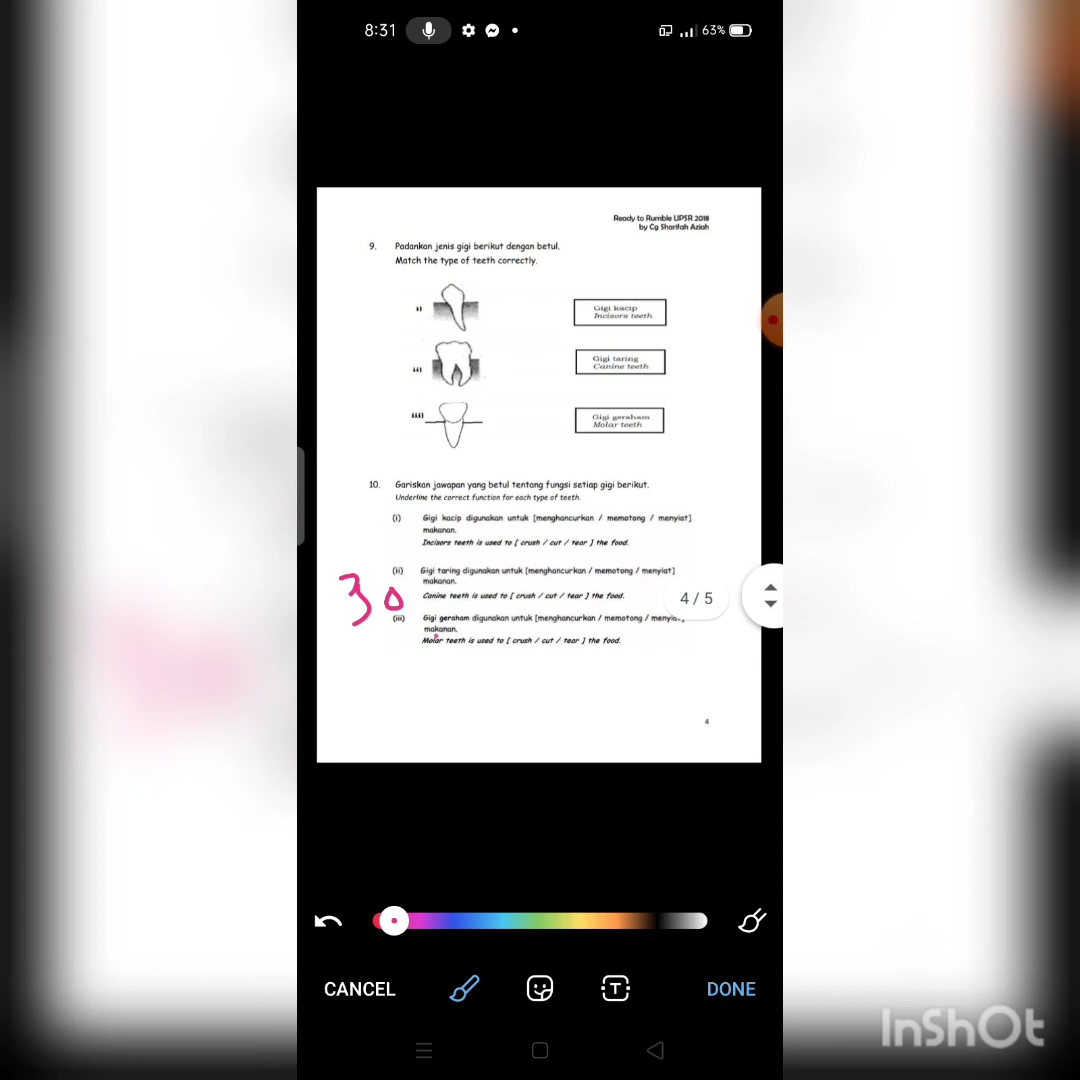 8:31
63%
Ready to Rumble UPSR 2018
by Cg Sharifah Aziah
9. Padankan jenis gigi berikut dengan betul.
Match the type of teeth correctly.
i)
Gigi kacip
Incisors teeth
ii)
Gigi taring
Canine teeth
iii)
Gigi geraham
Molar teeth
10. Gariskan jawapan yang betul tentang fungsi setiap gigi berikut.
Underline the correct function for each type of teeth.
(i) Gigi kacip digunakan untuk [menghancurkan / memotong / menyiat]
makanan.
Incisors teeth is used to [ crush / cut / tear ] the food.
(ii) Gigi taring digunakan untuk [menghancurkan / memotong / menyiat]
makanan.
Canine teeth is used to [ crush / cut / tear ] the food.
30
4 / 5
(iii) Gigi geraham digunakan untuk [menghancurkan / memotong /
makanan.
Molar teeth is used to [ crush / cut / tear ] the food.
4
CANCEL
T
DONE
InShOt